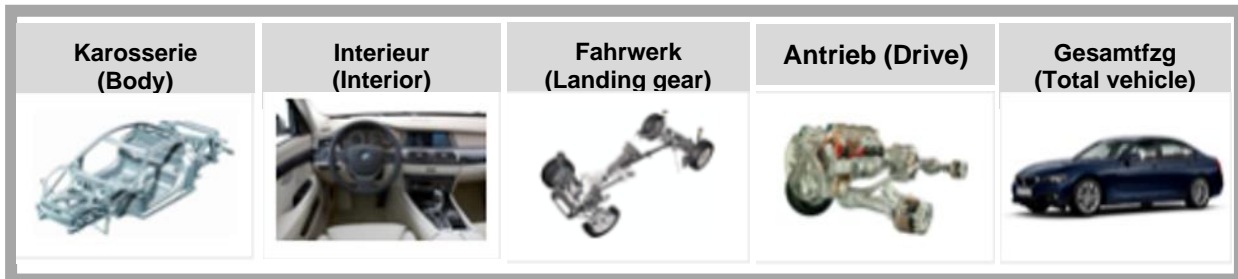 Karosserie
(Body)
Interieur
(Interior)
Fahrwerk
(Landing gear)
Antrieb (Drive)
Gesamtfzg
(Total vehicle)